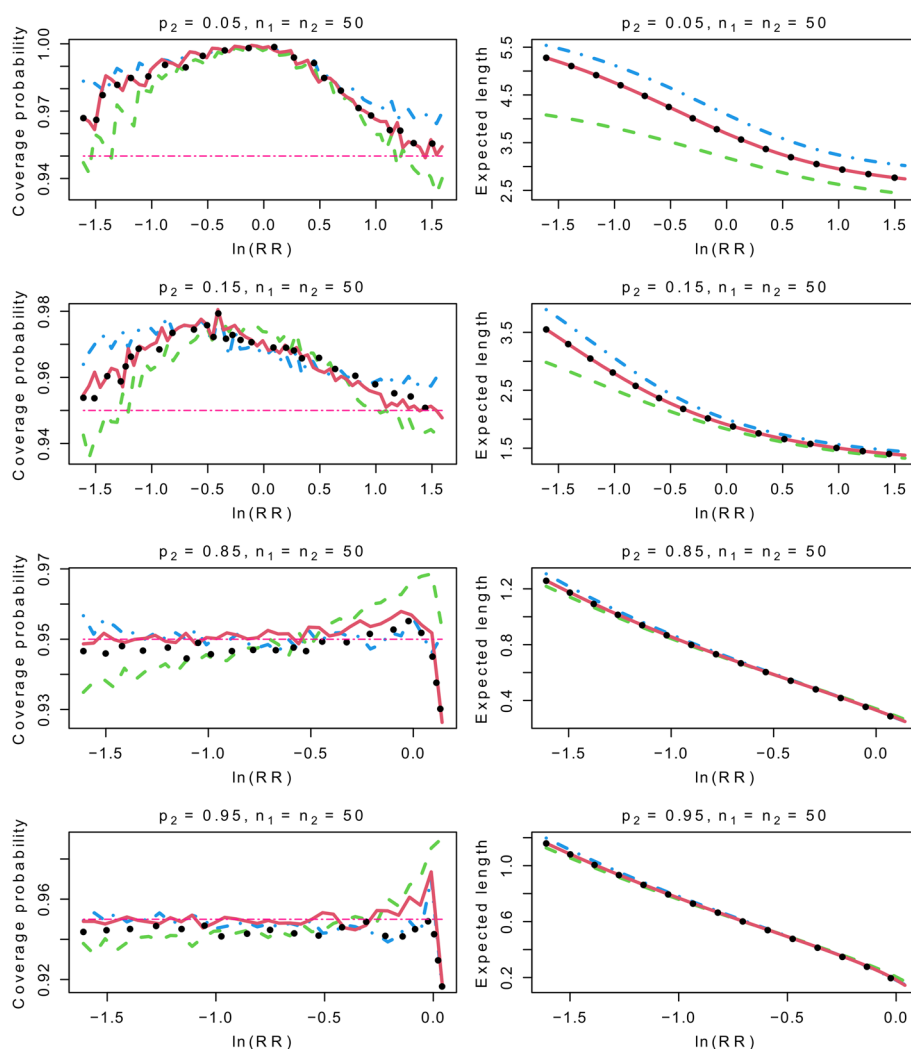 p₂ = 0.05, n₁ = n₂ = 50
Coverage probability
0.94 0.97 1.00
−1.5 −1.0 −0.5 0.0 0.5 1.0 1.5
ln(RR)
p₂ = 0.05, n₁ = n₂ = 50
Expected length
2.5 3.5 4.5 5.5
−1.5 −1.0 −0.5 0.0 0.5 1.0 1.5
ln(RR)
p₂ = 0.15, n₁ = n₂ = 50
Coverage probability
0.94 0.96 0.98
−1.5 −1.0 −0.5 0.0 0.5 1.0 1.5
ln(RR)
p₂ = 0.15, n₁ = n₂ = 50
Expected length
1.5 2.5 3.5
−1.5 −1.0 −0.5 0.0 0.5 1.0 1.5
ln(RR)
p₂ = 0.85, n₁ = n₂ = 50
Coverage probability
0.93 0.95 0.97
−1.5 −1.0 −0.5 0.0
ln(RR)
p₂ = 0.85, n₁ = n₂ = 50
Expected length
0.4 0.8 1.2
−1.5 −1.0 −0.5 0.0
ln(RR)
p₂ = 0.95, n₁ = n₂ = 50
Coverage probability
0.92 0.96
−1.5 −1.0 −0.5 0.0
ln(RR)
p₂ = 0.95, n₁ = n₂ = 50
Expected length
0.2 0.6 1.0
−1.5 −1.0 −0.5 0.0
ln(RR)